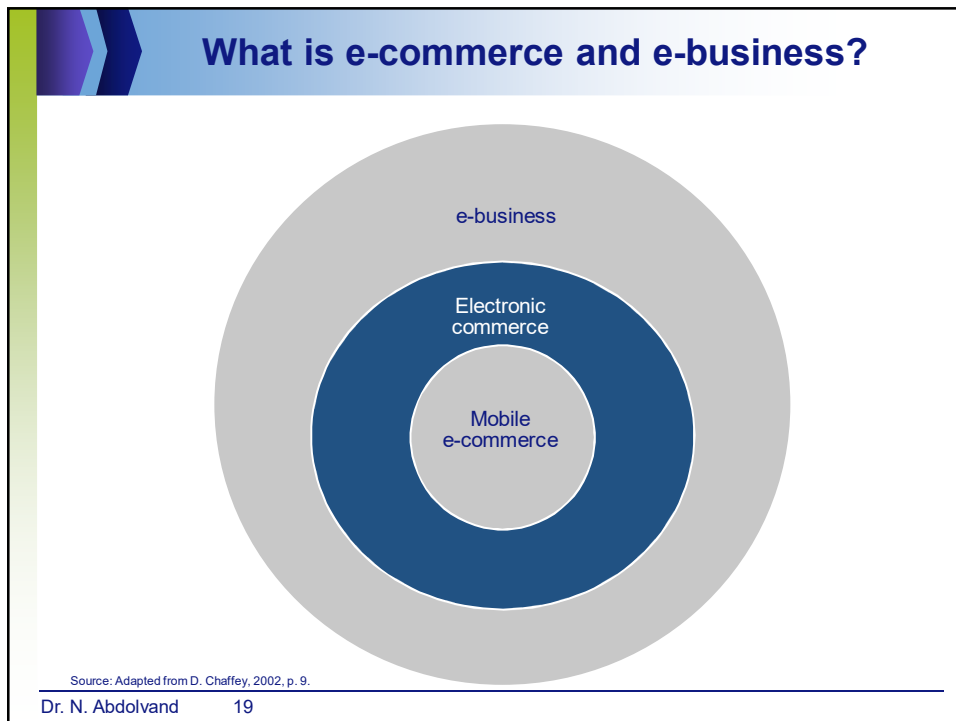 What is e-commerce and e-business?
e-business
Electronic
commerce
Mobile
e-commerce
Source: Adapted from D. Chaffey, 2002, p. 9.
Dr. N. Abdolvand 19